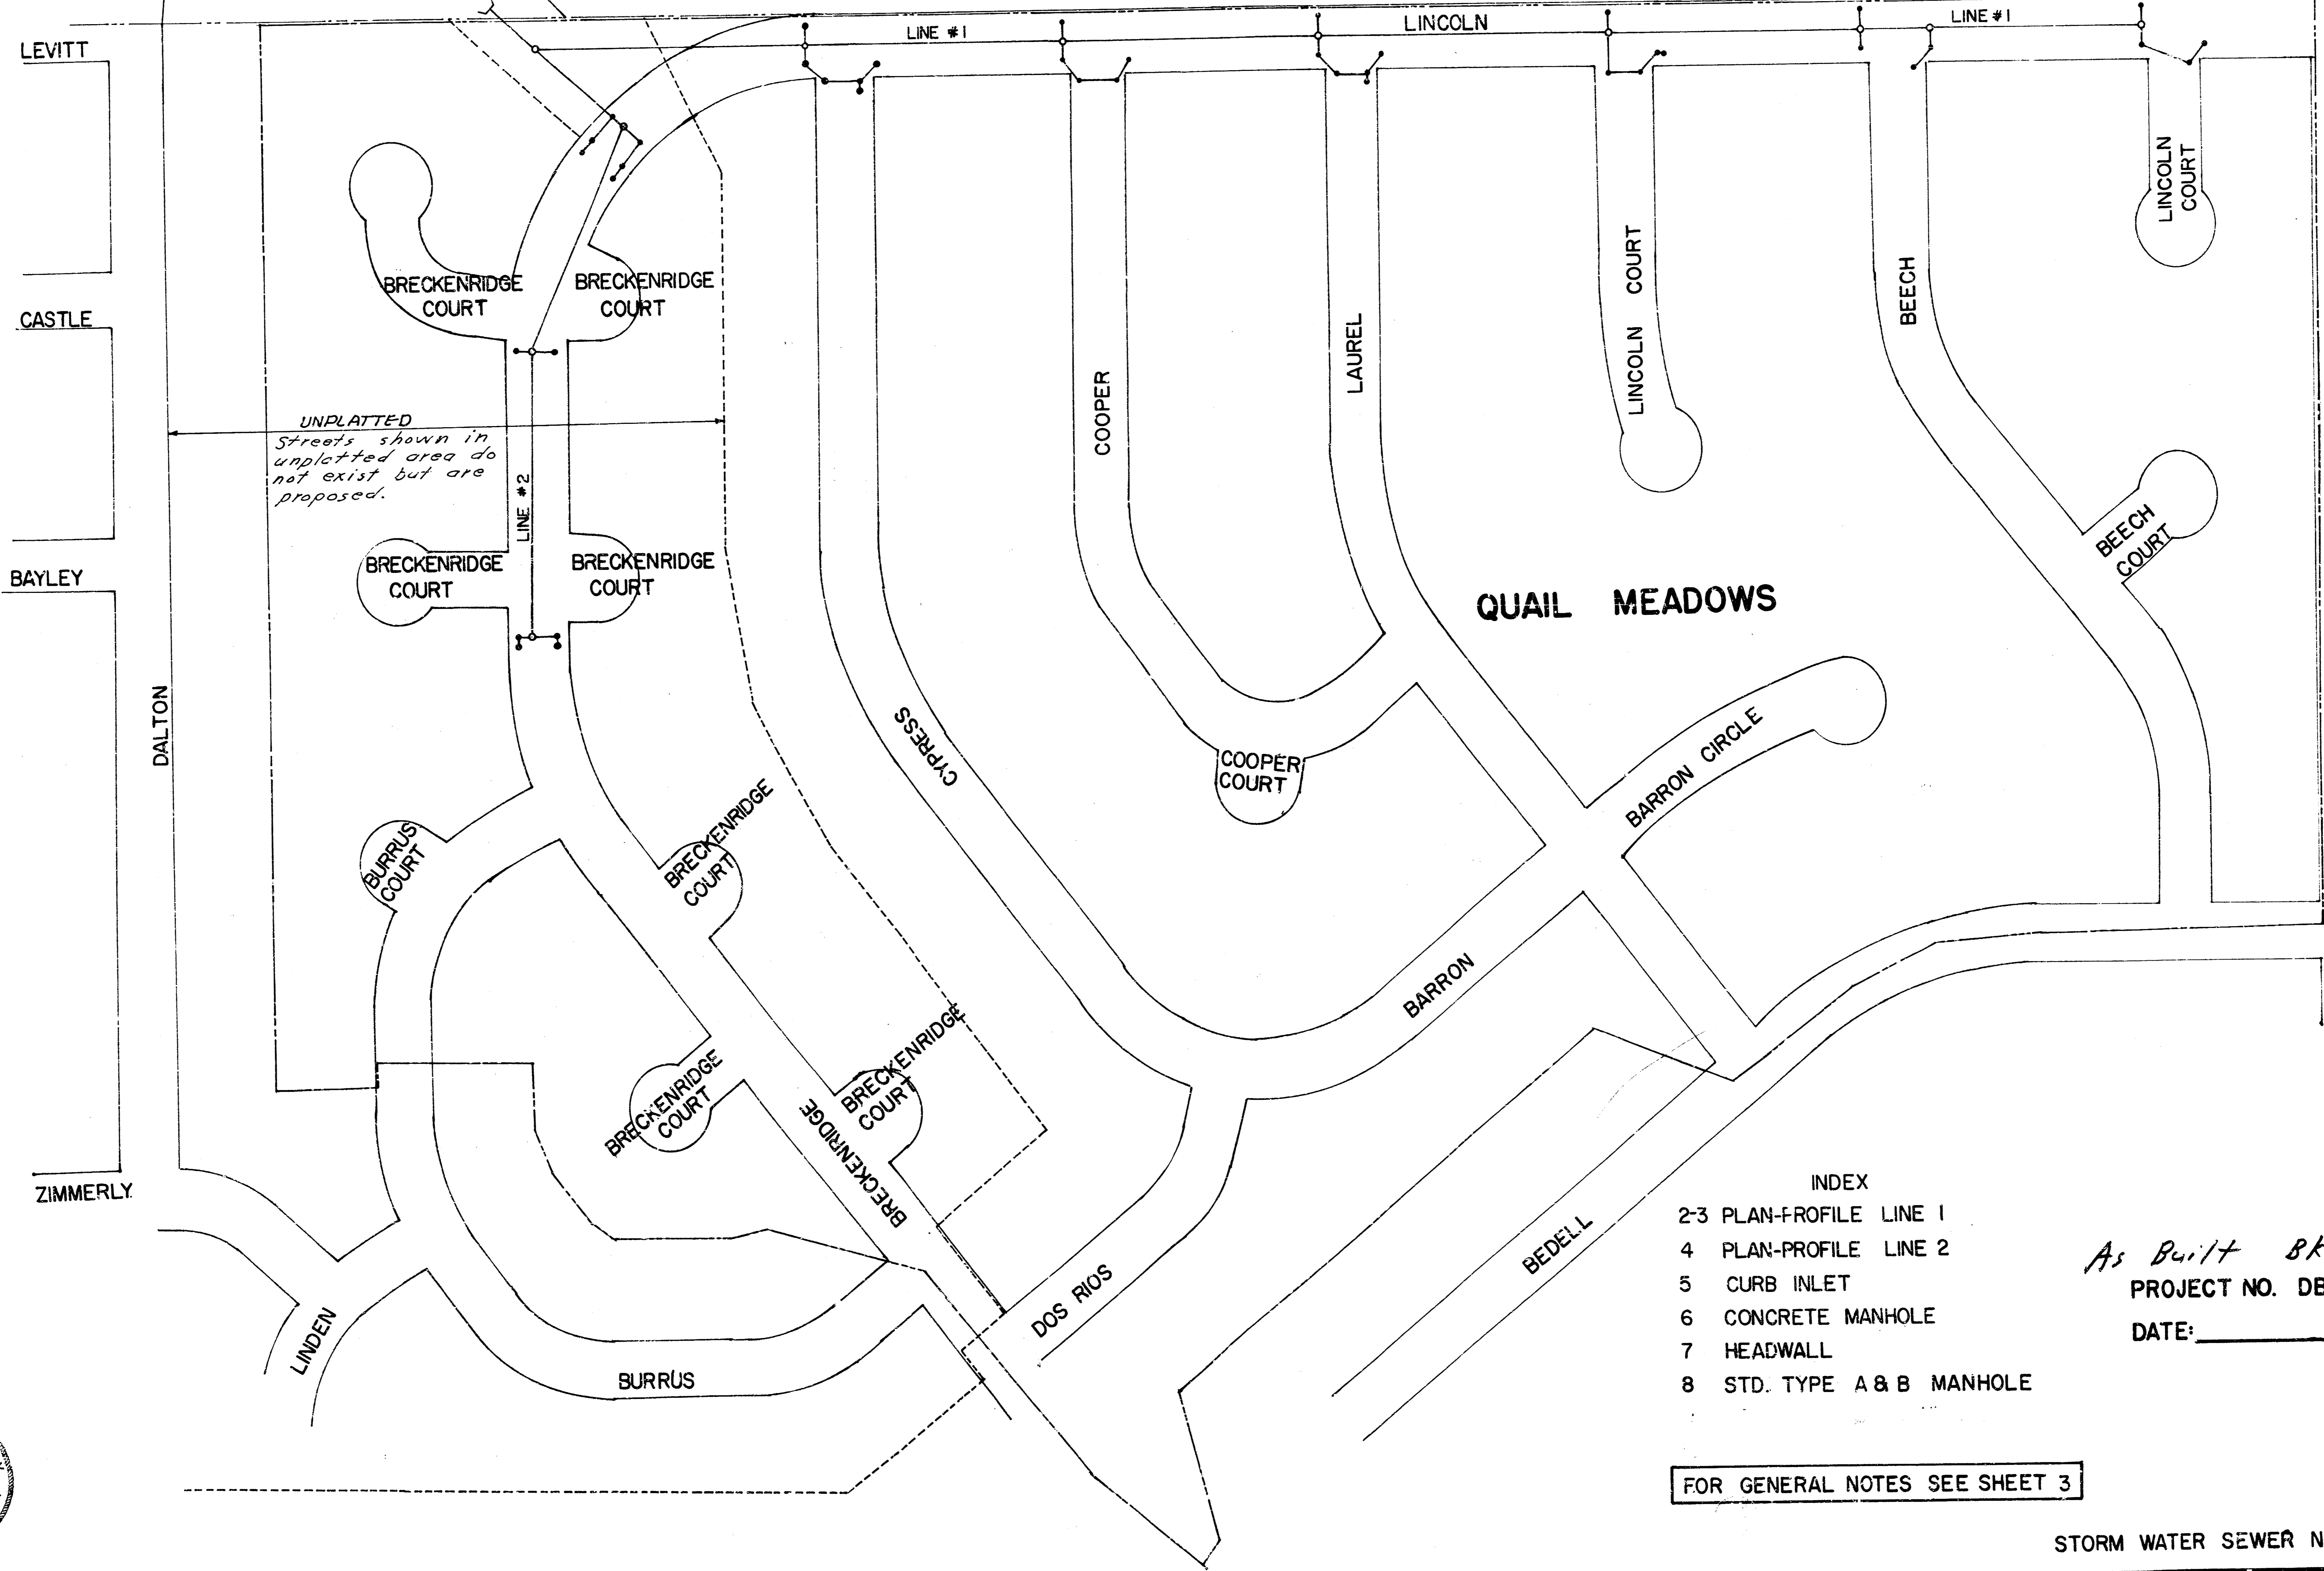 LINCOLN
LINE #1
LINE #1
LEVITT
LINCOLN
COURT
LINCOLN COURT
BEECH
BRECKENRIDGE
COURT
BRECKENRIDGE
COURT
CASTLE
LAUREL
COOPER
UNPLATTED
Streets shown in
unplatted area do
not exist but are
proposed.
LINE #2
BEECH
COURT
BRECKENRIDGE
COURT
BRECKENRIDGE
COURT
BAYLEY
QUAIL MEADOWS
DALTON
CYPRESS
COOPER
COURT
BARRON CIRCLE
BURRUS
COURT
BRECKENRIDGE
COURT
BARRON
BRECKENRIDGE
COURT
BRECKENRIDGE
COURT
BRECKENRIDGE
ZIMMERLY
BEDELL
DOS RIOS
LINDEN
BURRUS
INDEX
2-3 PLAN-PROFILE LINE 1
4 PLAN-PROFILE LINE 2
5 CURB INLET
6 CONCRETE MANHOLE
7 HEADWALL
8 STD. TYPE A & B MANHOLE
As Built
PROJECT NO. DB
DATE:
FOR GENERAL NOTES SEE SHEET 3
STORM WATER SEWER N